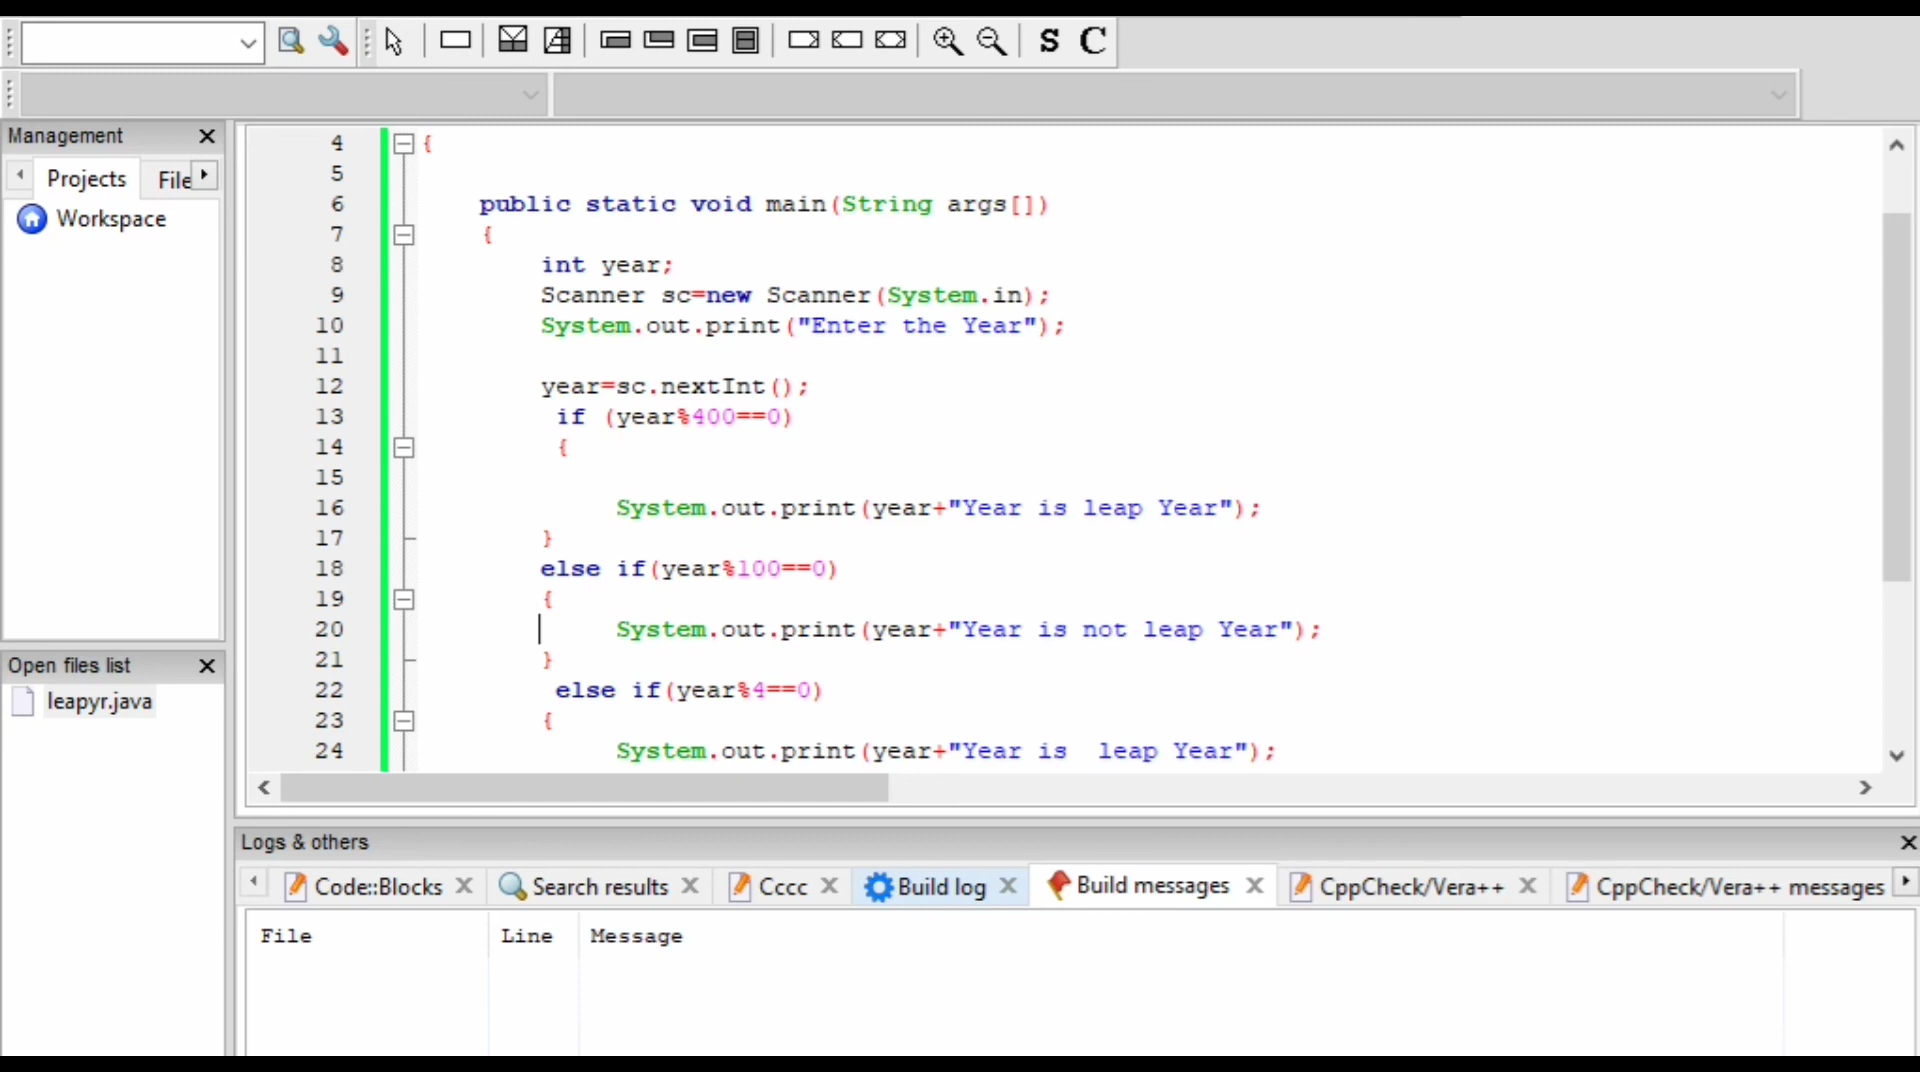 S C
Management
Projects File
Workspace
Open files list
leapyr.java
4 {
5
6 public static void main(String args[])
7 {
8 int year;
9 Scanner sc=new Scanner(System.in);
10 System.out.print("Enter the Year");
11
12 year=sc.nextInt();
13 if (year%400==0)
14 {
15
16 System.out.print(year+"Year is leap Year");
17 }
18 else if(year%100==0)
19 {
20 System.out.print(year+"Year is not leap Year");
21 }
22 else if(year%4==0)
23 {
24 System.out.print(year+"Year is  leap Year");
Logs & others
Code::Blocks Search results Cccc Build log Build messages CppCheck/Vera++ CppCheck/Vera++ messages
File Line Message